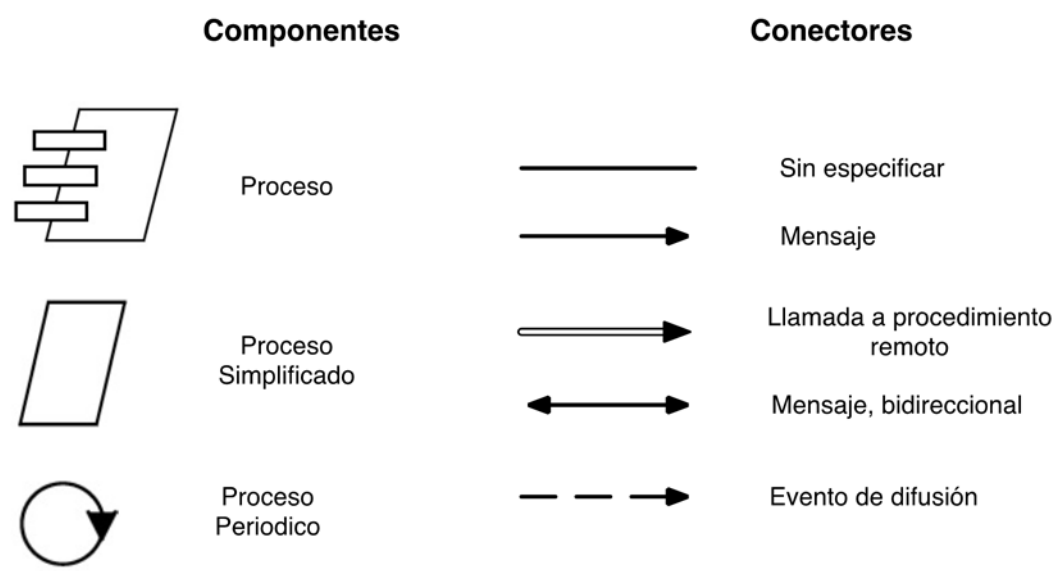 Componentes
Conectores
Proceso
Sin especificar
Mensaje
Proceso
Simplificado
Llamada a procedimiento
remoto
Mensaje, bidireccional
Proceso
Periodico
Evento de difusión